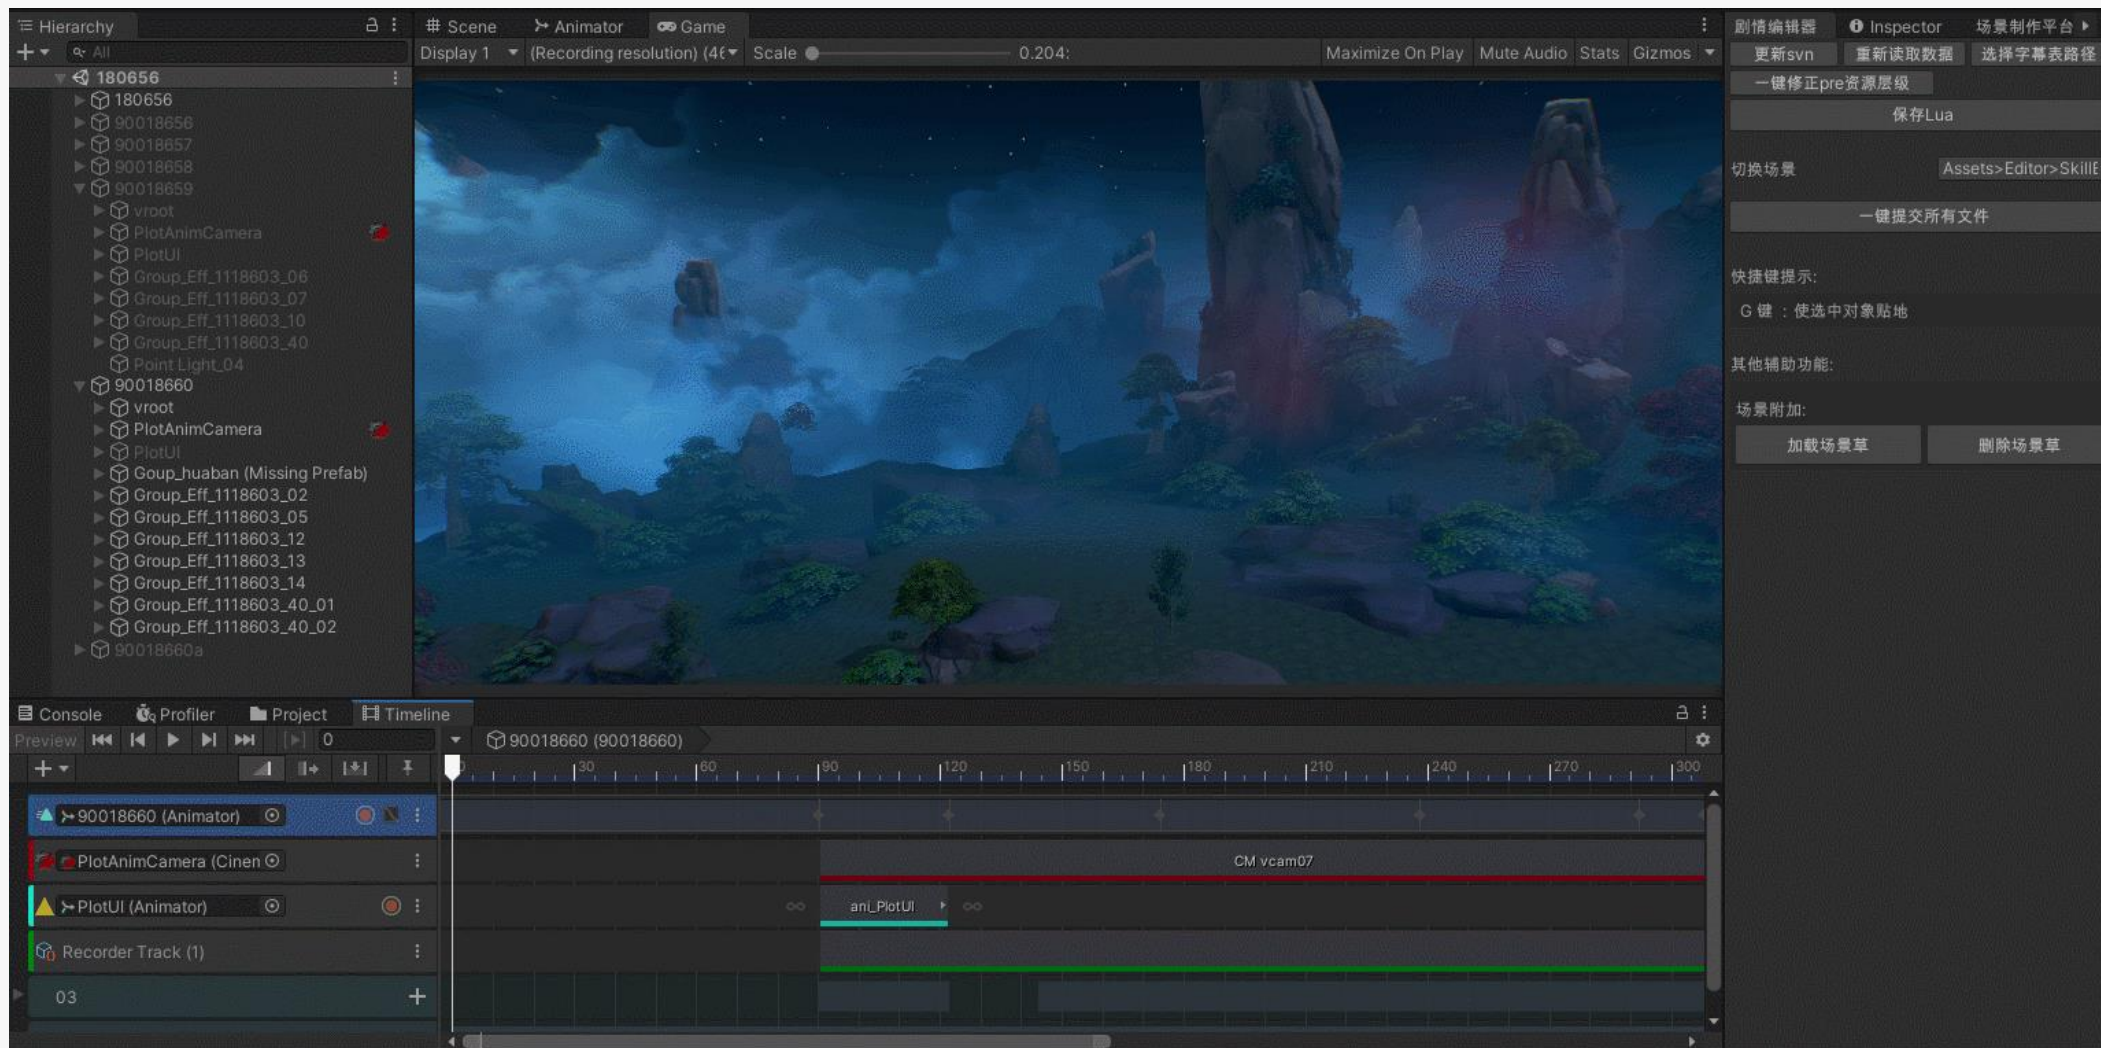 Hierarchy
All
180656
180656
90018656
90018657
90018658
90018659
vroot
PlotAnimCamera
PlotUI
Group_Eff_1118603_06
Group_Eff_1118603_07
Group_Eff_1118603_10
Group_Eff_1118603_40
Point Light_04
90018660
vroot
PlotAnimCamera
PlotUI
Goup_huaban (Missing Prefab)
Group_Eff_1118603_02
Group_Eff_1118603_05
Group_Eff_1118603_12
Group_Eff_1118603_13
Group_Eff_1118603_14
Group_Eff_1118603_40_01
Group_Eff_1118603_40_02
90018660a
# Scene Animator Game
Display 1 (Recording resolution) (46 Scale 0.204: Maximize On Play Mute Audio Stats Gizmos
剧情编辑器 Inspector 场景制作平台
更新svn 重新读取数据 选择字幕表路径
一键修正pre资源层级
保存Lua
切换场景 Assets>Editor>SkillE
一键提交所有文件
快捷键提示:
G 键 : 使选中对象贴地
其他辅助功能:
场景附加:
加载场景草 删除场景草
Console Profiler Project Timeline
Preview 0 90018660 (90018660)
0 30 60 90 120 150 180 210 240 270 300
90018660 (Animator)
PlotAnimCamera (Cinen CM vcam07
PlotUI (Animator) ani_PlotUI
Recorder Track (1)
03